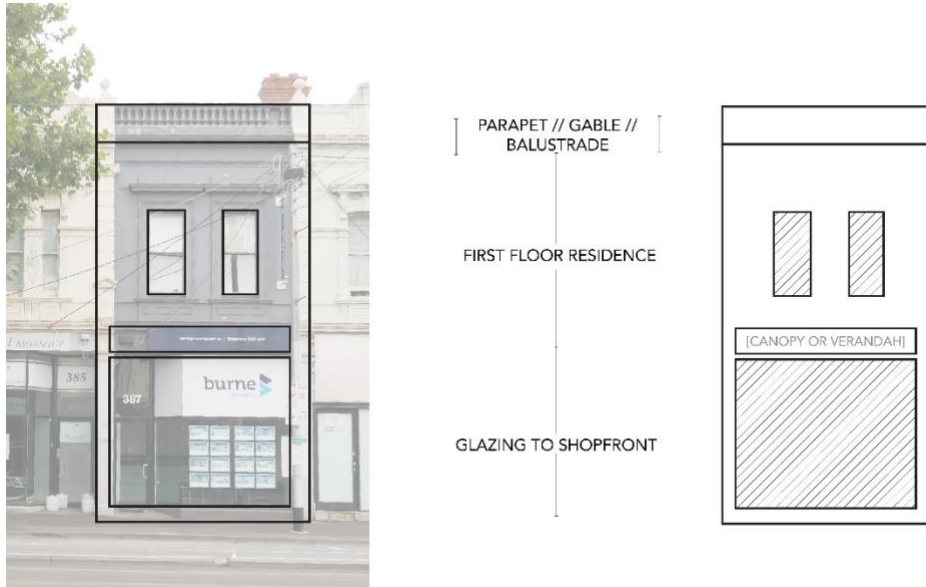 PARAPET // GABLE //
BALUSTRADE
FIRST FLOOR RESIDENCE
[CANOPY OR VERANDAH]
385
387
burne
GLAZING TO SHOPFRONT